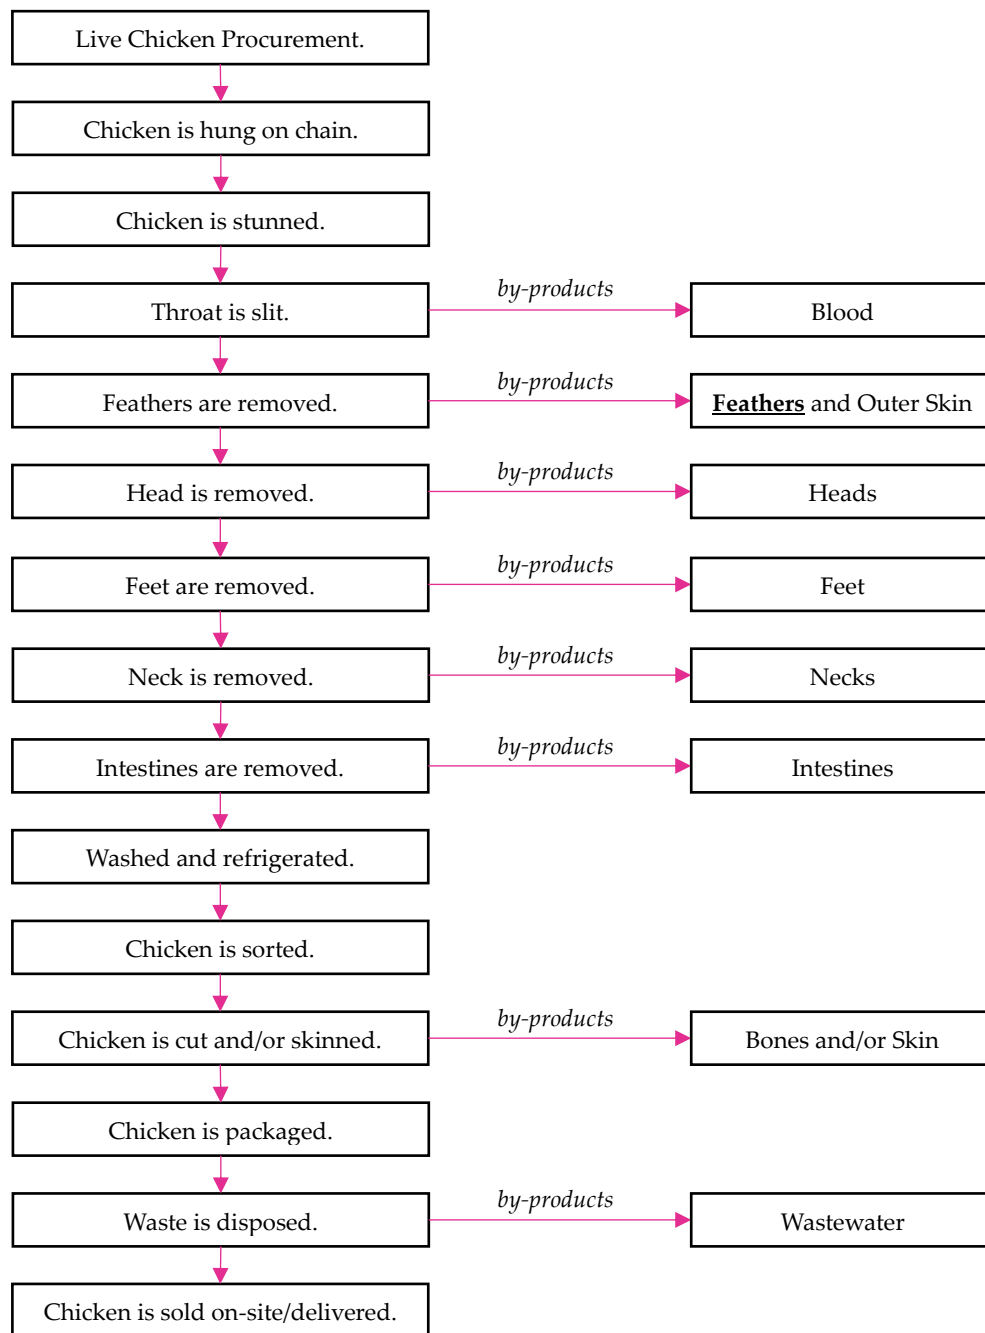 Live Chicken Procurement.
Chicken is hung on chain.
Chicken is stunned.
Throat is slit.
by-products
Blood
Feathers are removed.
by-products
Feathers and Outer Skin
Head is removed.
by-products
Heads
Feet are removed.
by-products
Feet
Neck is removed.
by-products
Necks
Intestines are removed.
by-products
Intestines
Washed and refrigerated.
Chicken is sorted.
Chicken is cut and/or skinned.
by-products
Bones and/or Skin
Chicken is packaged.
Waste is disposed.
by-products
Wastewater
Chicken is sold on-site/delivered.